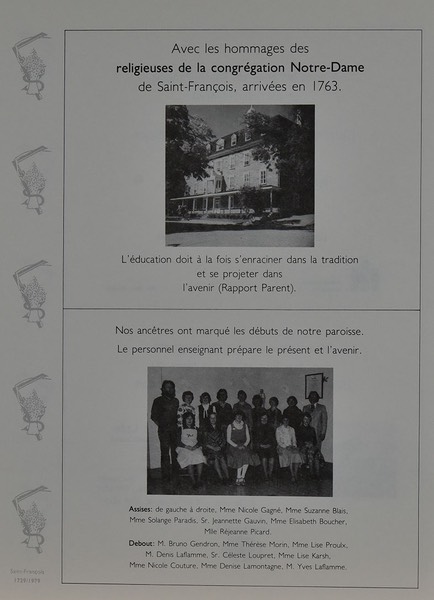 Avec les hommages des
religieuses de la congrégation Notre-Dame
de Saint-François, arrivées en 1763.
L'éducation doit à la fois s'enraciner dans la tradition
et se projeter dans
l'avenir (Rapport Parent).
Nos ancêtres ont marqué les débuts de notre paroisse.
Le personnel enseignant prépare le présent et l'avenir.
Assises: de gauche à droite, Mme Nicole Gagné, Mme Suzanne Blais,
Mme Solange Paradis, Sr. Jeannette Gauvin, Mme Elisabeth Boucher,
Mlle Réjeanne Picard.
Debout: M. Bruno Gendron, Mme Thérèse Morin, Mme Lise Proulx,
M. Denis Laflamme, Sr. Céleste Loupret, Mme Lise Karsh,
Mme Nicole Couture, Mme Denise Lamontagne, M. Yves Laflamme.
Saint-François